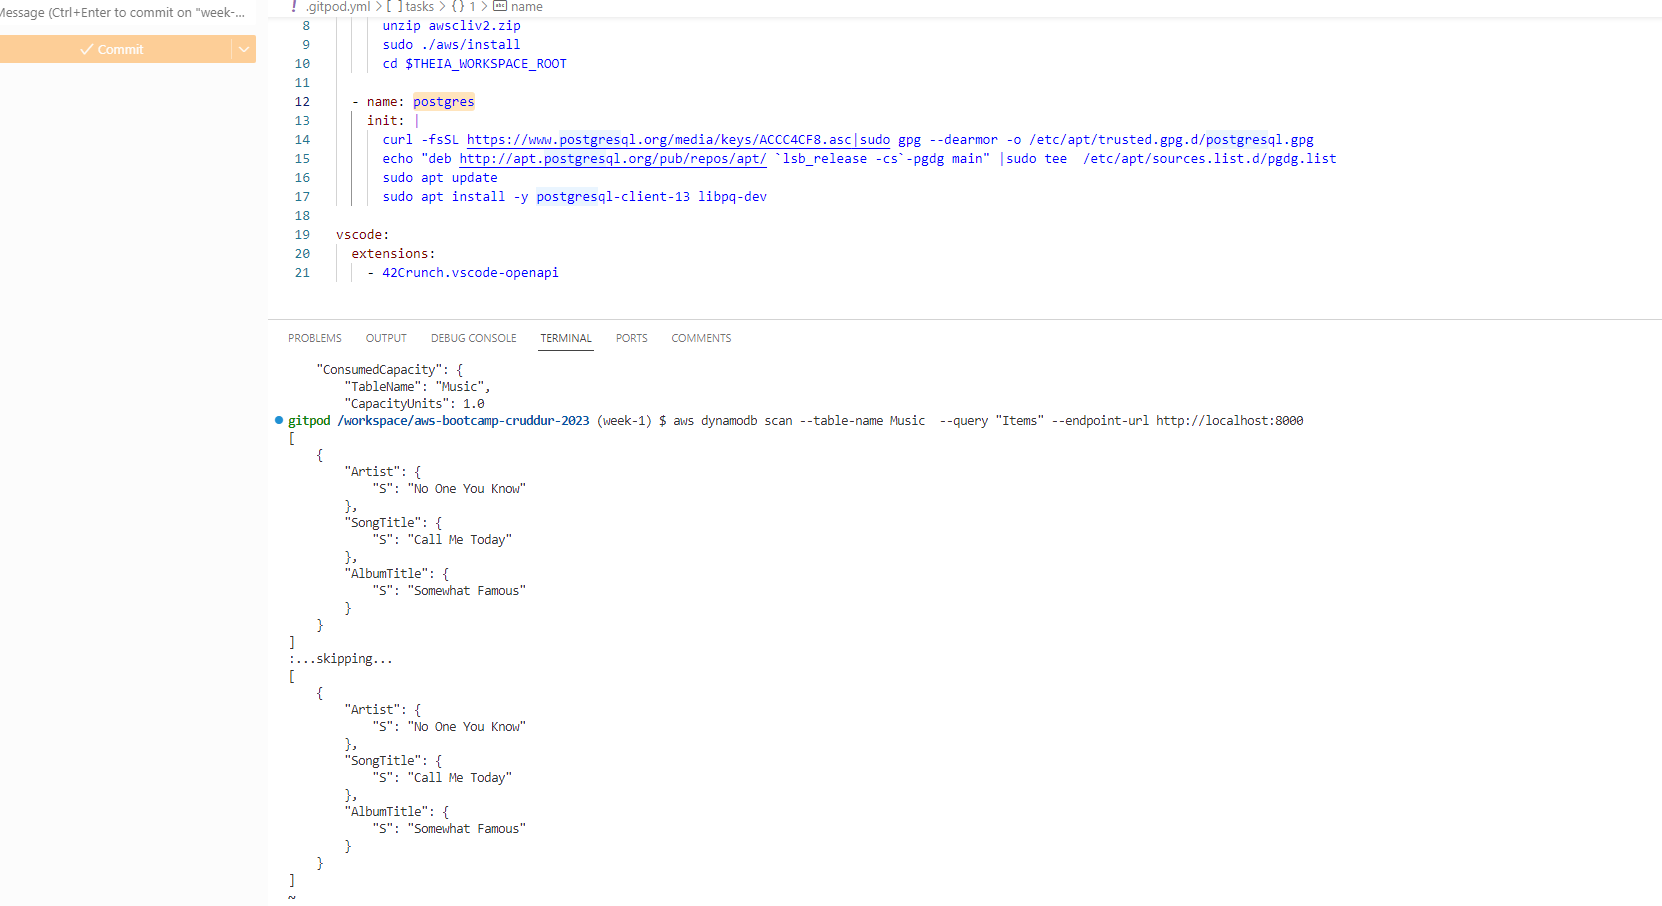 Message (Ctrl+Enter to commit on "week-...
Commit
! .gitpod.yml > [ ] tasks > {} 1 > abc name
8 unzip awscliv2.zip
9 sudo ./aws/install
10 cd $THEIA_WORKSPACE_ROOT
11
12 - name: postgres
13 init: |
14 curl -fsSL https://www.postgresql.org/media/keys/ACCC4CF8.asc|sudo gpg --dearmor -o /etc/apt/trusted.gpg.d/postgresql.gpg
15 echo "deb http://apt.postgresql.org/pub/repos/apt/ `lsb_release -cs`-pgdg main" |sudo tee  /etc/apt/sources.list.d/pgdg.list
16 sudo apt update
17 sudo apt install -y postgresql-client-13 libpq-dev
18
19 vscode:
20 extensions:
21 - 42Crunch.vscode-openapi
PROBLEMS OUTPUT DEBUG CONSOLE TERMINAL PORTS COMMENTS
"ConsumedCapacity": {
"TableName": "Music",
"CapacityUnits": 1.0
gitpod /workspace/aws-bootcamp-cruddur-2023 (week-1) $ aws dynamodb scan --table-name Music  --query "Items" --endpoint-url http://localhost:8000
[
{
"Artist": {
"S": "No One You Know"
},
"SongTitle": {
"S": "Call Me Today"
},
"AlbumTitle": {
"S": "Somewhat Famous"
}
}
]
:...skipping...
[
{
"Artist": {
"S": "No One You Know"
},
"SongTitle": {
"S": "Call Me Today"
},
"AlbumTitle": {
"S": "Somewhat Famous"
}
}
]
~